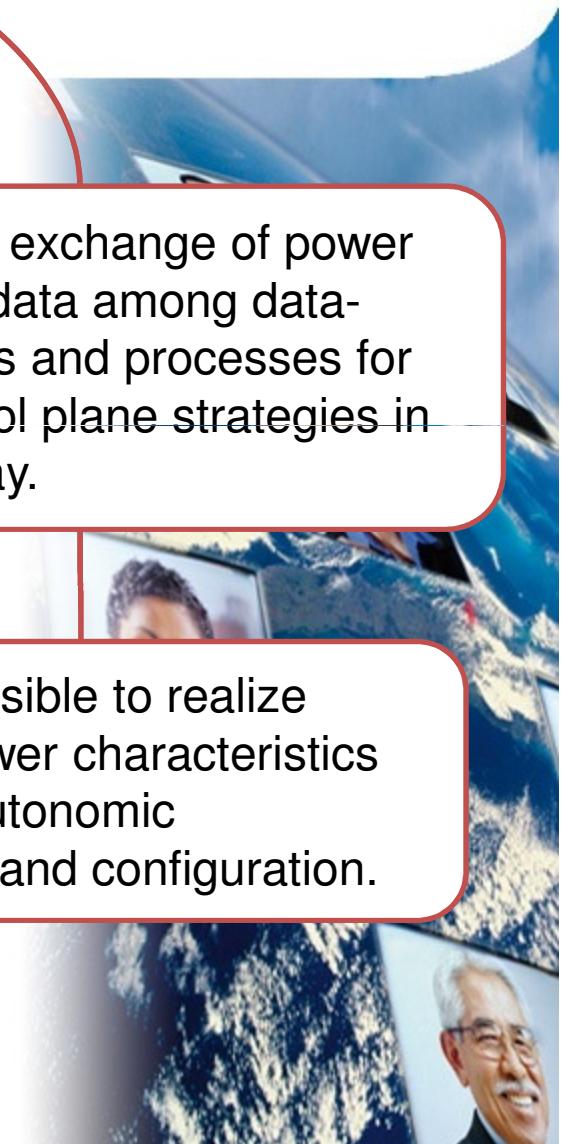 exchange of power
data among data-
s and processes for
ol plane strategies in
ay.
sible to realize
wer characteristics
utonomic
and configuration.